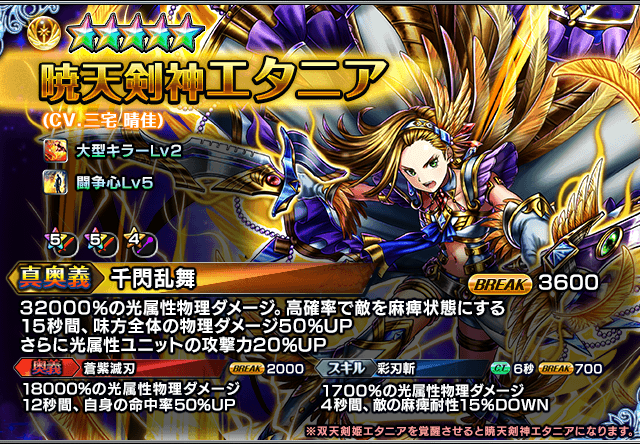 暁天剣神エタニア
(CV.三宅 晴佳)
大型キラーLv2
闘争心Lv5
5 5 4
真奥義 千閃乱舞 BREAK 3600
32000%の光属性物理ダメージ。高確率で敵を麻痺状態にする
15秒間、味方全体の物理ダメージ50%UP
さらに光属性ユニットの攻撃力20%UP
奥義 蒼紫滅刃 BREAK 2000
18000%の光属性物理ダメージ
12秒間、自身の命中率50%UP
スキル 彩刃斬 CT 6秒 BREAK 700
1700%の光属性物理ダメージ
4秒間、敵の麻痺耐性15%DOWN
※双天剣姫エタニアを覚醒させると暁天剣神エタニアになります。